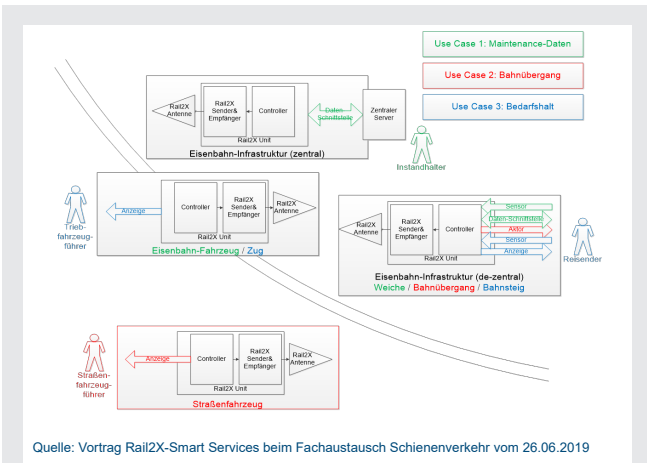 Use Case 1: Maintenance-Daten
Use Case 2: Bahnübergang
Use Case 3: Bedarfshalt
Rail2X
Antenne
Rail2X
Sender&
Empfänger
Controller
Rail2X Unit
Daten-
Schnittstelle
Zentraler
Server
Eisenbahn-Infrastruktur (zentral)
Instandhalter
Trieb-
fahrzeug-
führer
Anzeige
Controller
Rail2X
Sender&
Empfänger
Rail2X
Antenne
Rail2X Unit
Eisenbahn-Fahrzeug / Zug
Rail2X
Antenne
Rail2X
Sender&
Empfänger
Controller
Rail2X Unit
Sensor
Daten-Schnittstelle
Aktor
Sensor
Anzeige
Reisender
Eisenbahn-Infrastruktur (de-zentral)
Weiche / Bahnübergang / Bahnsteig
Straßen-
fahrzeug-
führer
Anzeige
Controller
Rail2X
Sender&
Empfänger
Rail2X
Antenne
Rail2X Unit
Straßenfahrzeug
Quelle: Vortrag Rail2X-Smart Services beim Fachaustausch Schienenverkehr vom 26.06.2019